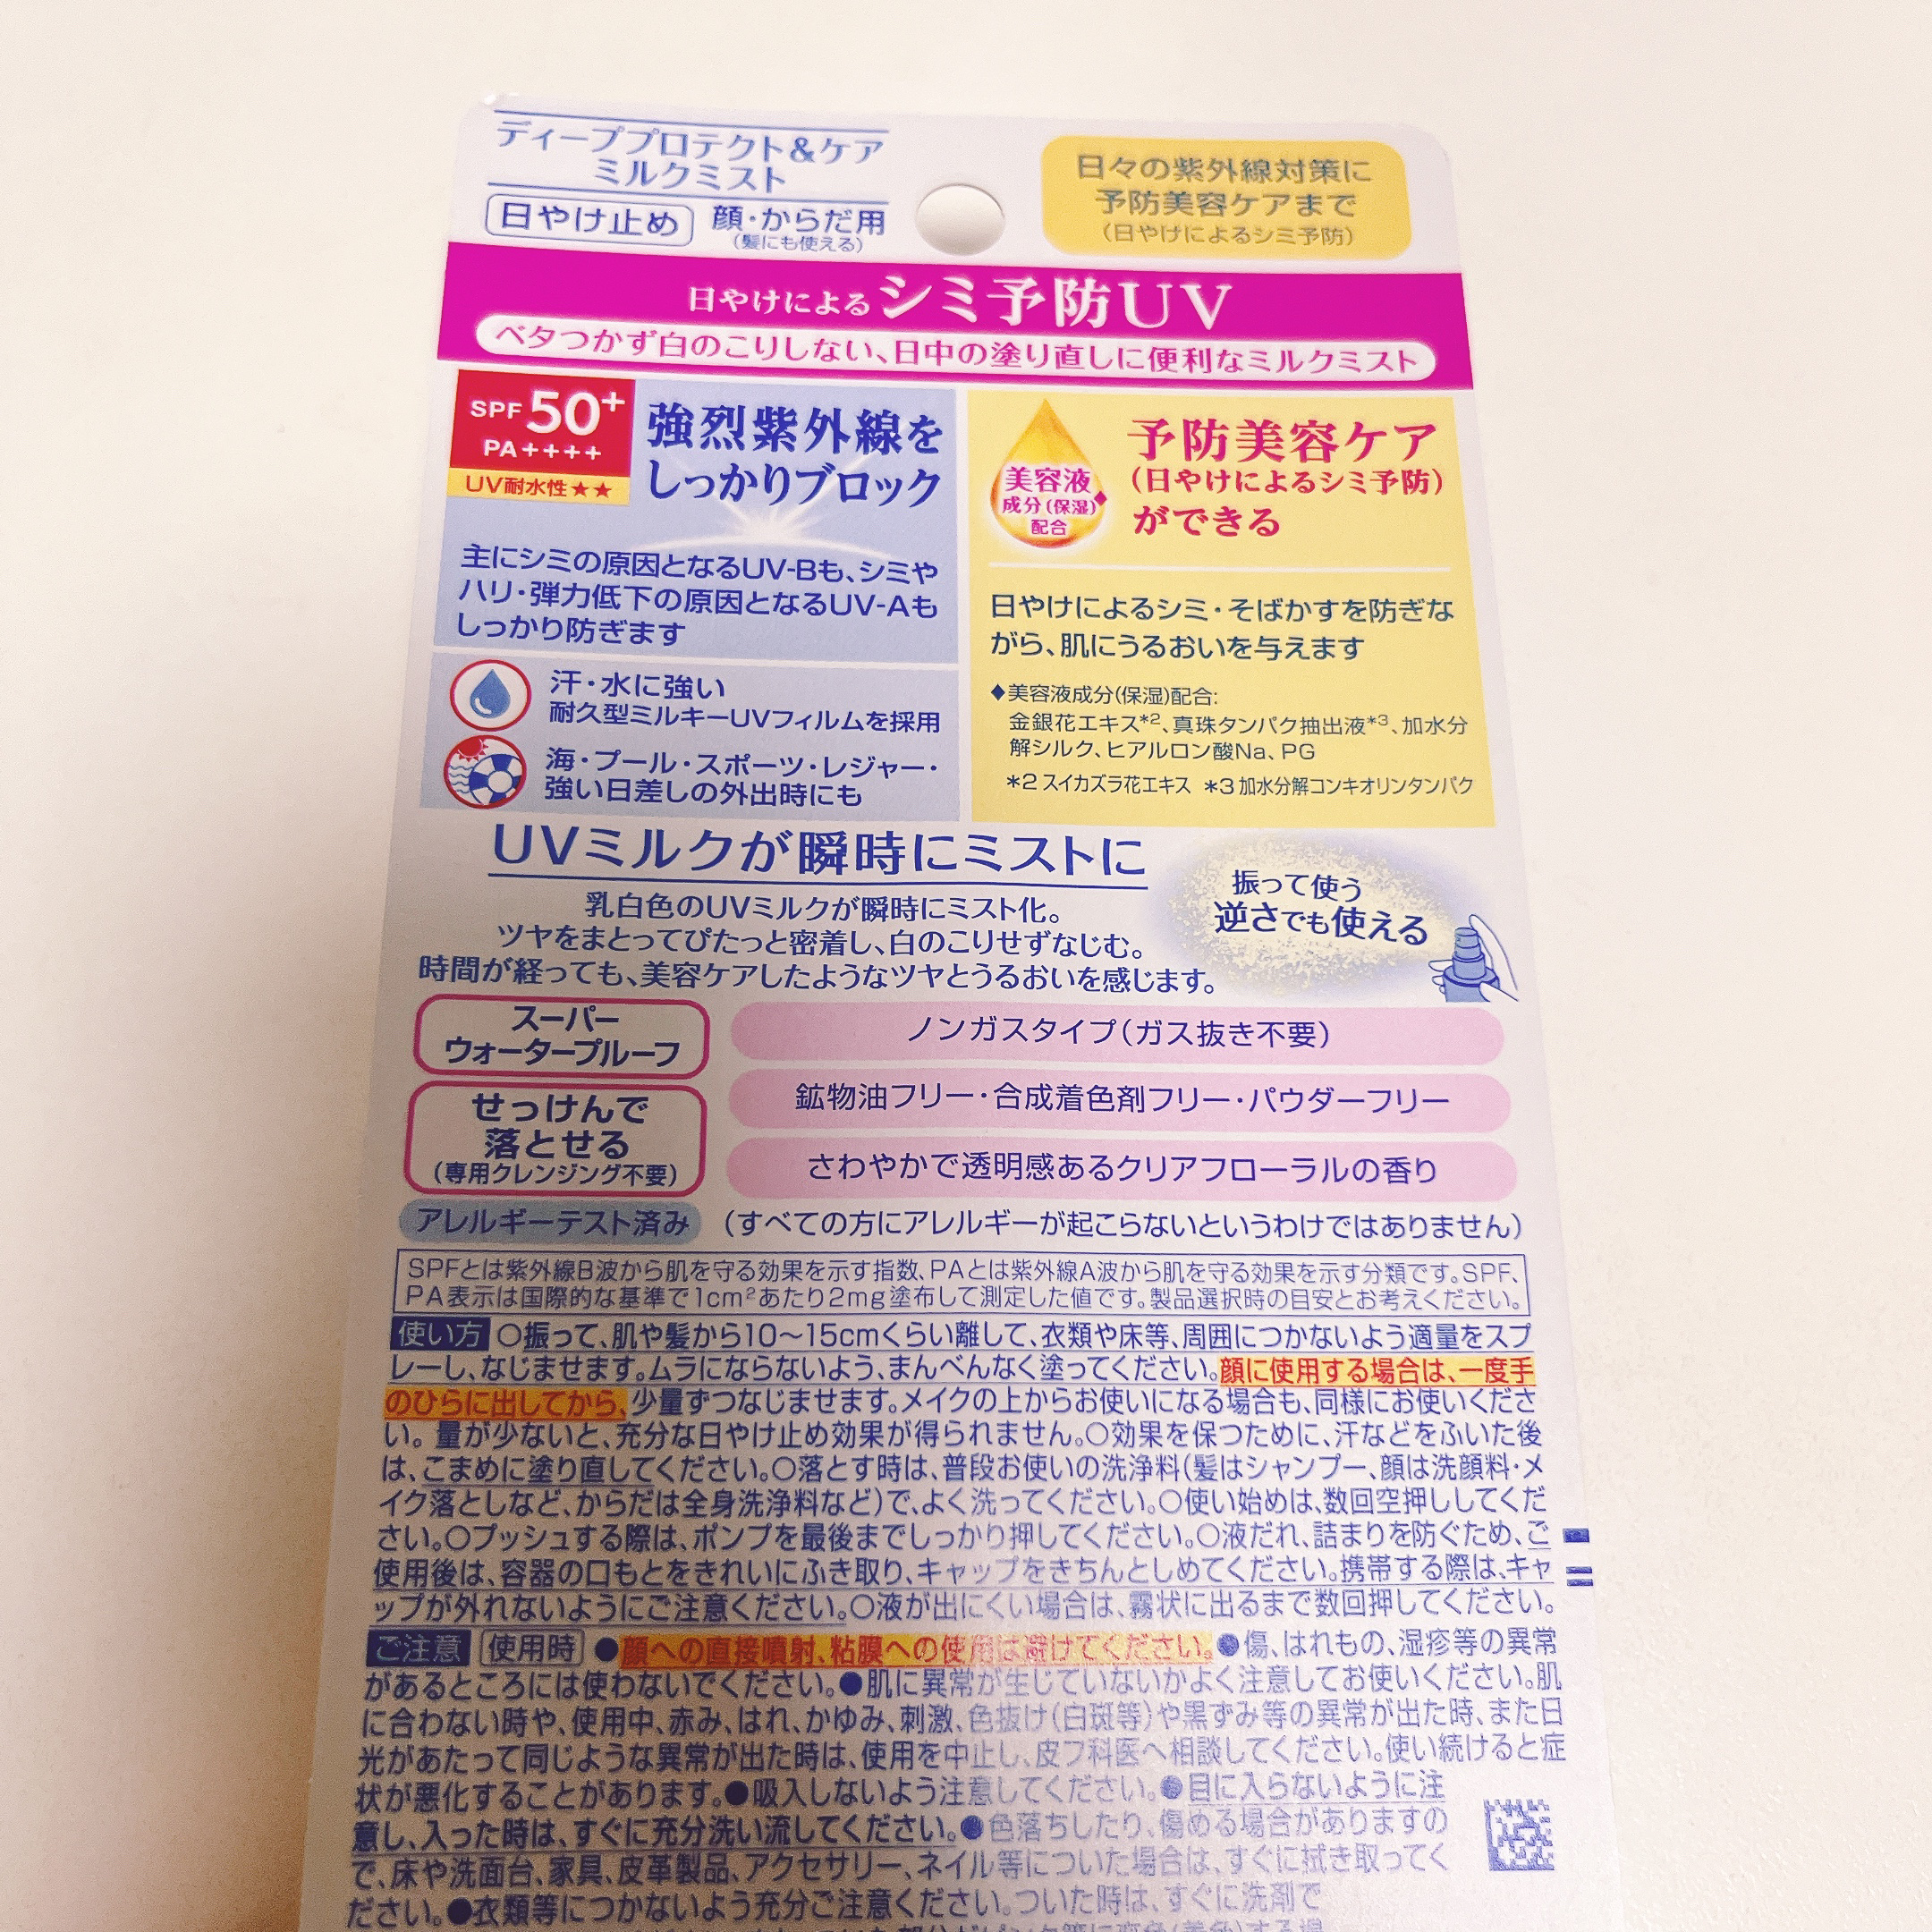 ディーププロテクト&ケア
ミルクミスト
日やけ止め 顔・からだ用
(髪にも使える)
日々の紫外線対策に
予防美容ケアまで
(日やけによるシミ予防)
日やけによるシミ予防UV
ベタつかず白のこりしない、日中の塗り直しに便利なミルクミスト
SPF50+
PA++++
UV耐水性★★
強烈紫外線を
しっかりブロック
主にシミの原因となるUV-Bも、シミや
ハリ・弾力低下の原因となるUV-Aも
しっかり防ぎます
汗・水に強い
耐久型ミルキーUVフィルムを採用
海・プール・スポーツ・レジャー・
強い日差しの外出時にも
美容液
成分(保湿)◆
配合
予防美容ケア
(日やけによるシミ予防)
ができる
日やけによるシミ・そばかすを防ぎな
がら、肌にうるおいを与えます
◆美容液成分(保湿)配合:
金銀花エキス*2、真珠タンパク抽出液*3、加水分
解シルク、ヒアルロン酸Na、PG
*2 スイカズラ花エキス *3 加水分解コンキオリンタンパク
UVミルクが瞬時にミストに
乳白色のUVミルクが瞬時にミスト化。
ツヤをまとってぴたっと密着し、白のこりせずなじむ。
時間が経っても、美容ケアしたようなツヤとうるおいを感じます。
振って使う
逆さでも使える
スーパー
ウォータープルーフ
ノンガスタイプ(ガス抜き不要)
せっけんで
落とせる
(専用クレンジング不要)
鉱物油フリー・合成着色剤フリー・パウダーフリー
さわやかで透明感あるクリアフローラルの香り
アレルギーテスト済み (すべての方にアレルギーが起こらないというわけではありません)
SPFとは紫外線B波から肌を守る効果を示す指数、PAとは紫外線A波から肌を守る効果を示す分類です。SPF、
PA表示は国際的な基準で1cm²あたり2mg塗布して測定した値です。製品選択時の目安とお考えください。
使い方 ○振って、肌や髪から10〜15cmくらい離して、衣類や床等、周囲につかないよう適量をスプ
レーし、なじませます。ムラにならないよう、まんべんなく塗ってください。顔に使用する場合は、一度手
のひらに出してから、少量ずつなじませます。メイクの上からお使いになる場合も、同様にお使いくださ
い。量が少ないと、充分な日やけ止め効果が得られません。○効果を保つために、汗などをふいた後
は、こまめに塗り直してください。○落とす時は、普段お使いの洗浄料(髪はシャンプー、顔は洗顔料・メ
イク落としなど、からだは全身洗浄料など)で、よく洗ってください。○使い始めは、数回空押ししてくだ
さい。○プッシュする際は、ポンプを最後までしっかり押してください。○液だれ、詰まりを防ぐため、ご
使用後は、容器の口もとをきれいにふき取り、キャップをきちんとしめてください。携帯する際は、キャ
ップが外れないようにご注意ください。○液が出にくい場合は、霧状に出るまで数回押してください。
ご注意 使用時 ●顔への直接噴射、粘膜への使用は避けてください。●傷、はれもの、湿疹等の異常
があるところには使わないでください。●肌に異常が生じていないかよく注意してお使いください。肌
に合わない時や、使用中、赤み、はれ、かゆみ、刺激、色抜け(白斑等)や黒ずみ等の異常が出た時、また日
光があたって同じような異常が出た時は、使用を中止し、皮フ科医へ相談してください。使い続けると症
状が悪化することがあります。●吸入しないよう注意してください。●目に入らないように注
意し、入った時は、すぐに充分洗い流してください。●色落ちしたり、傷める場合がありますの
で、床や洗面台、家具、皮革製品、アクセサリー、ネイル等についた場合は、すぐに拭き取ってく
ださい。●衣類等につかないよう充分ご注意ください。ついた時は、すぐに洗剤で